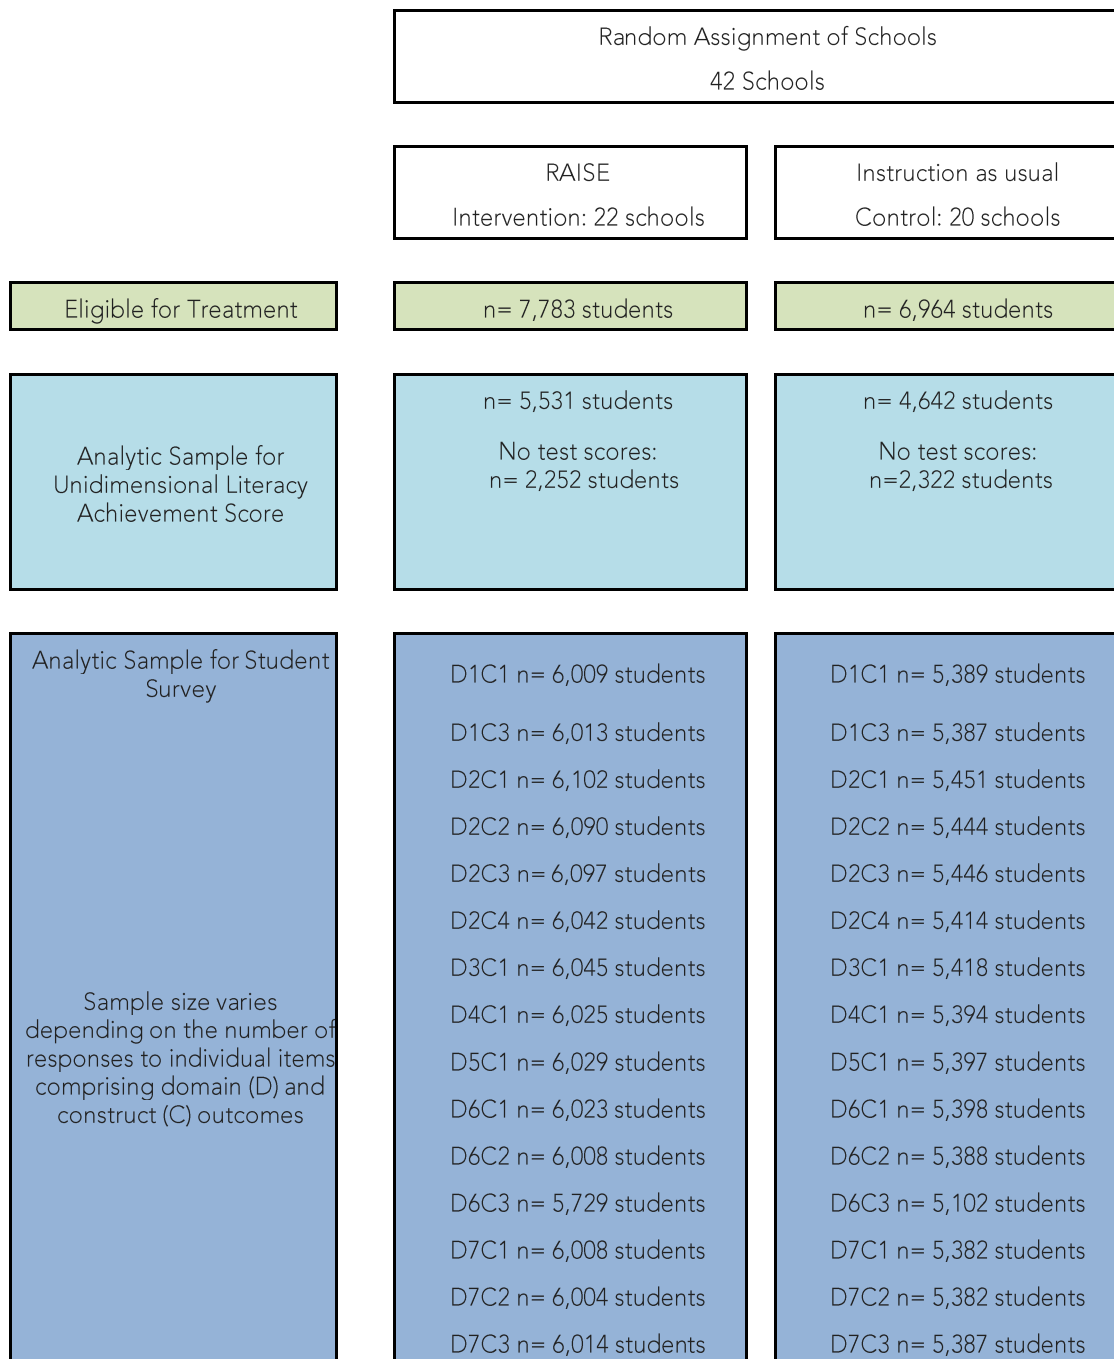 Random Assignment of Schools
42 Schools
RAISE
Intervention: 22 schools
Instruction as usual
Control: 20 schools
Eligible for Treatment
n= 7,783 students
n= 6,964 students
Analytic Sample for
Unidimensional Literacy
Achievement Score
n= 5,531 students
No test scores:
n= 2,252 students
n= 4,642 students
No test scores:
n=2,322 students
Analytic Sample for Student
Survey
Sample size varies
depending on the number of
responses to individual items
comprising domain (D) and
construct (C) outcomes
D1C1 n= 6,009 students
D1C3 n= 6,013 students
D2C1 n= 6,102 students
D2C2 n= 6,090 students
D2C3 n= 6,097 students
D2C4 n= 6,042 students
D3C1 n= 6,045 students
D4C1 n= 6,025 students
D5C1 n= 6,029 students
D6C1 n= 6,023 students
D6C2 n= 6,008 students
D6C3 n= 5,729 students
D7C1 n= 6,008 students
D7C2 n= 6,004 students
D7C3 n= 6,014 students
D1C1 n= 5,389 students
D1C3 n= 5,387 students
D2C1 n= 5,451 students
D2C2 n= 5,444 students
D2C3 n= 5,446 students
D2C4 n= 5,414 students
D3C1 n= 5,418 students
D4C1 n= 5,394 students
D5C1 n= 5,397 students
D6C1 n= 5,398 students
D6C2 n= 5,388 students
D6C3 n= 5,102 students
D7C1 n= 5,382 students
D7C2 n= 5,382 students
D7C3 n= 5,387 students